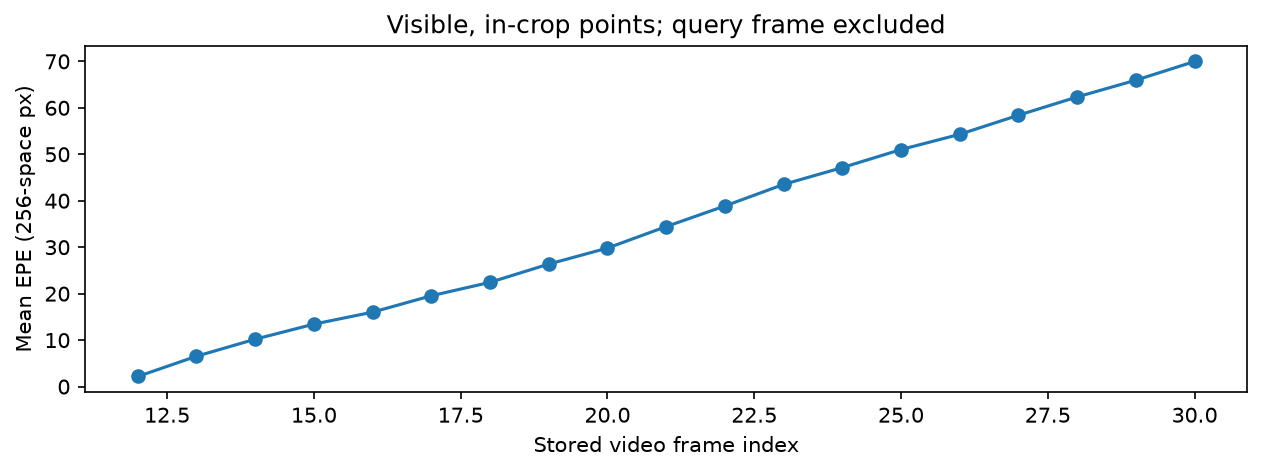 Visible, in-crop points; query frame excluded
Mean EPE (256-space px)
70
60
50
40
30
20
10
0
12.5 15.0 17.5 20.0 22.5 25.0 27.5 30.0
Stored video frame index